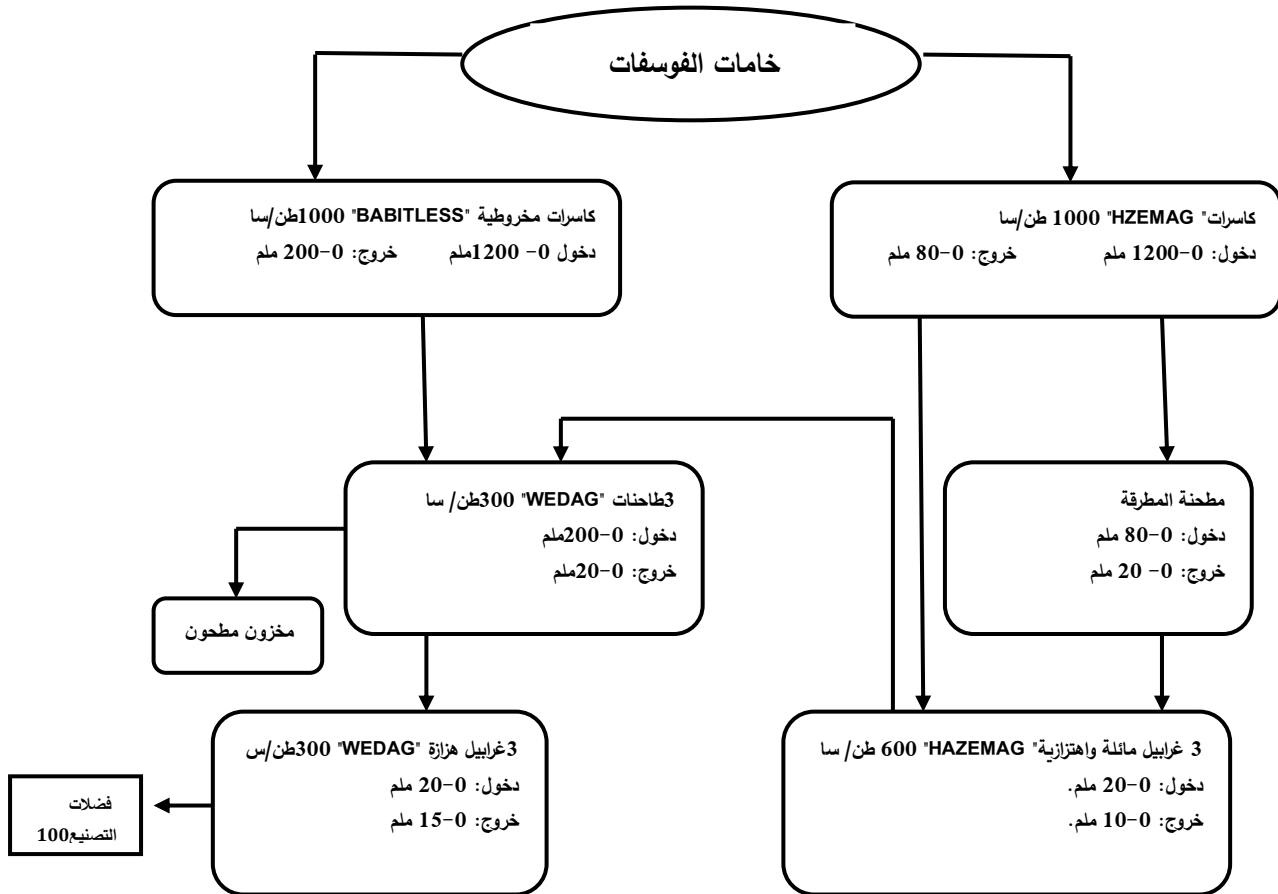 خامات الفوسفات
كاسرات" HZEMAG" 1000 طن/سا
دخول: 0-1200 ملم خروج: 0-80 ملم
كاسرات مخروطية "BABITLESS" 1000طن/سا
دخول 0- 1200ملم خروج: 0-200 ملم
مطحنة المطرقة
دخول: 0-80 ملم
خروج: 0- 20 ملم
3طاحنات "WEDAG" 300طن/ سا
دخول: 0-200ملم
خروج: 0-20ملم
مخزون مطحون
3 غرابيل مائلة واهتزازية" HAZEMAG" 600 طن/ سا
دخول: 0-20 ملم.
خروج: 0-10 ملم.
3غرابيل هزازة "WEDAG" 300طن/س
دخول: 0-20 ملم
خروج: 0-15 ملم
فضلات
التصنيع100